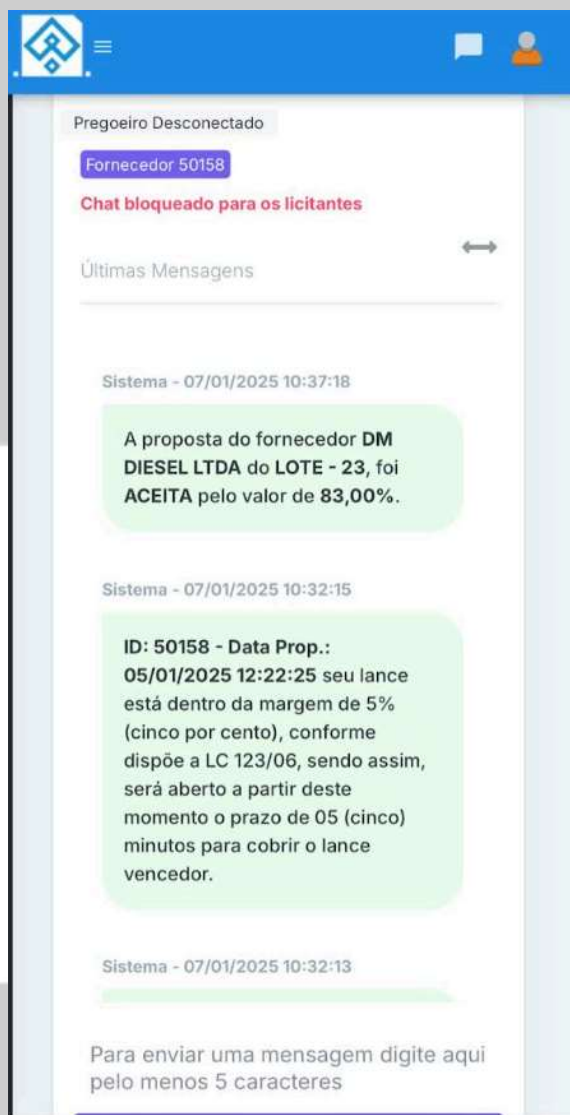 Pregoeiro Desconectado
Fornecedor 50158
Chat bloqueado para os licitantes
Últimas Mensagens
Sistema - 07/01/2025 10:37:18
A proposta do fornecedor DM
DIESEL LTDA do LOTE - 23, foi
ACEITA pelo valor de 83,00%.
Sistema - 07/01/2025 10:32:15
ID: 50158 - Data Prop.:
05/01/2025 12:22:25 seu lance
está dentro da margem de 5%
(cinco por cento), conforme
dispõe a LC 123/06, sendo assim,
será aberto a partir deste
momento o prazo de 05 (cinco)
minutos para cobrir o lance
vencedor.
Sistema - 07/01/2025 10:32:13
Para enviar uma mensagem digite aqui
pelo menos 5 caracteres